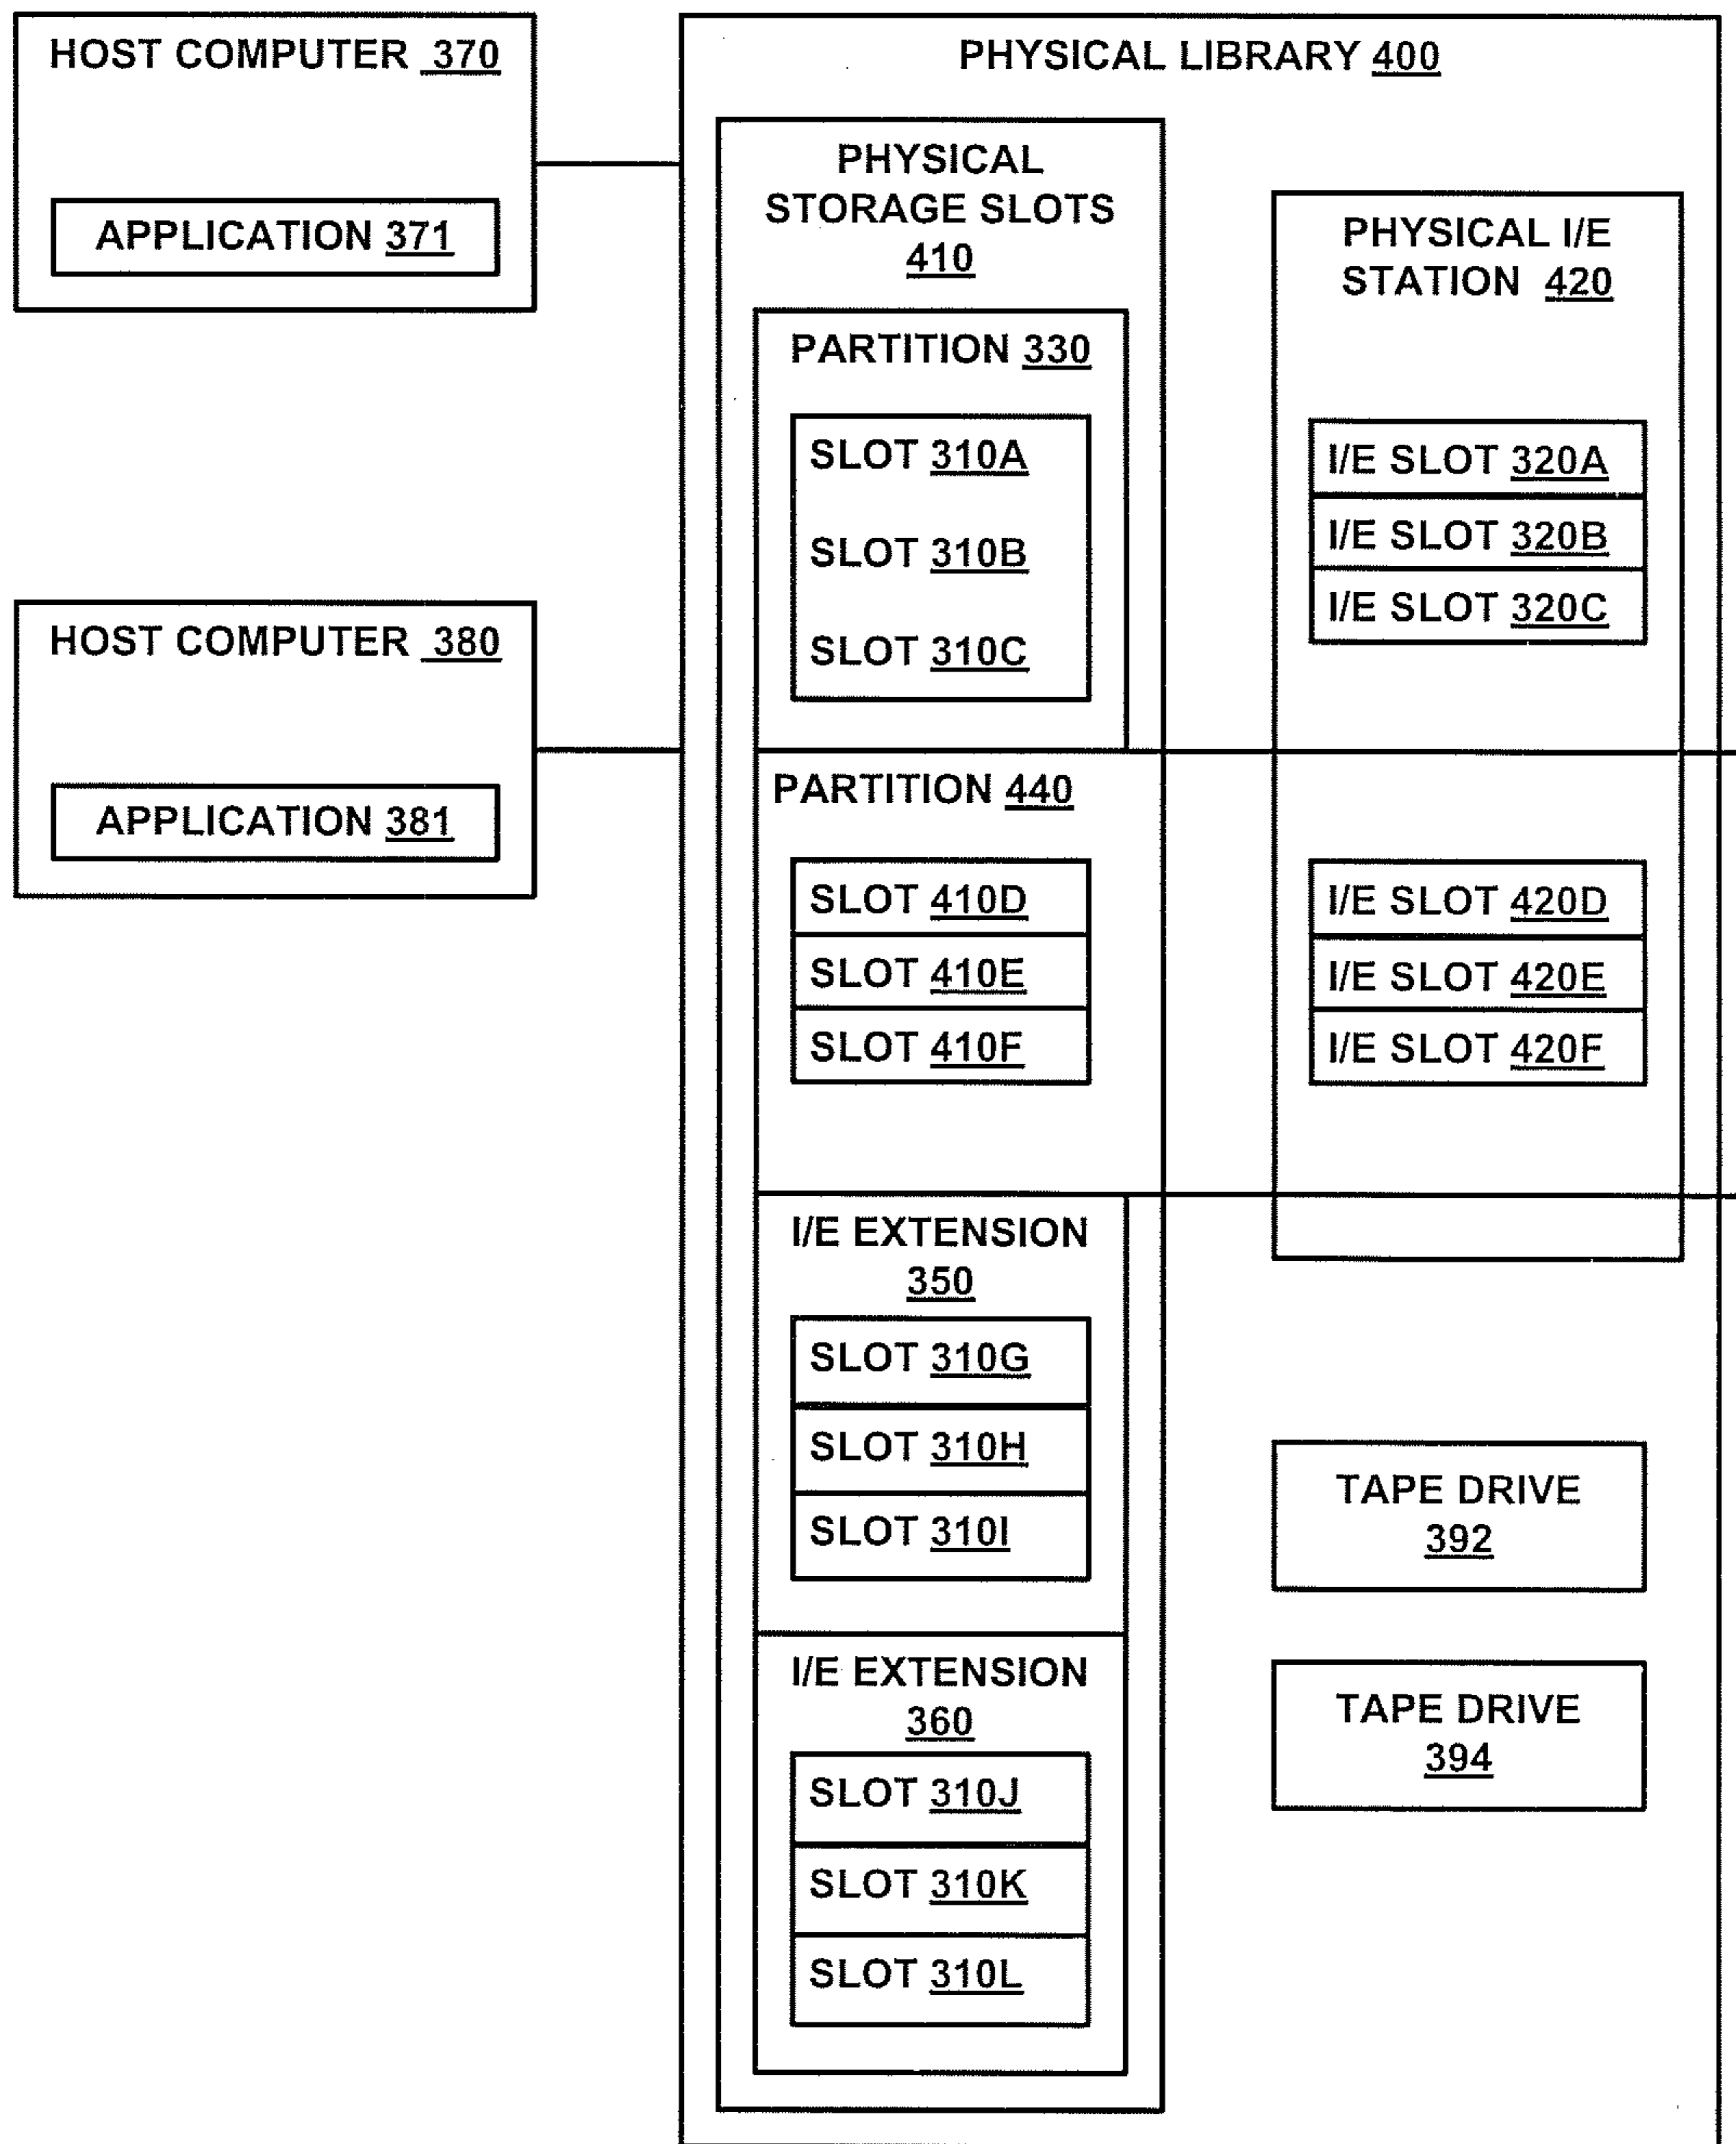 HOST COMPUTER 370
APPLICATION 371
HOST COMPUTER 380
APPLICATION 381
PHYSICAL LIBRARY 400
PHYSICAL
STORAGE SLOTS
410
PARTITION 330
SLOT 310A
SLOT 310B
SLOT 310C
PARTITION 440
SLOT 410D
SLOT 410E
SLOT 410F
I/E EXTENSION
350
SLOT 310G
SLOT 310H
SLOT 310I
I/E EXTENSION
360
SLOT 310J
SLOT 310K
SLOT 310L
PHYSICAL I/E
STATION 420
I/E SLOT 320A
I/E SLOT 320B
I/E SLOT 320C
I/E SLOT 420D
I/E SLOT 420E
I/E SLOT 420F
TAPE DRIVE
392
TAPE DRIVE
394